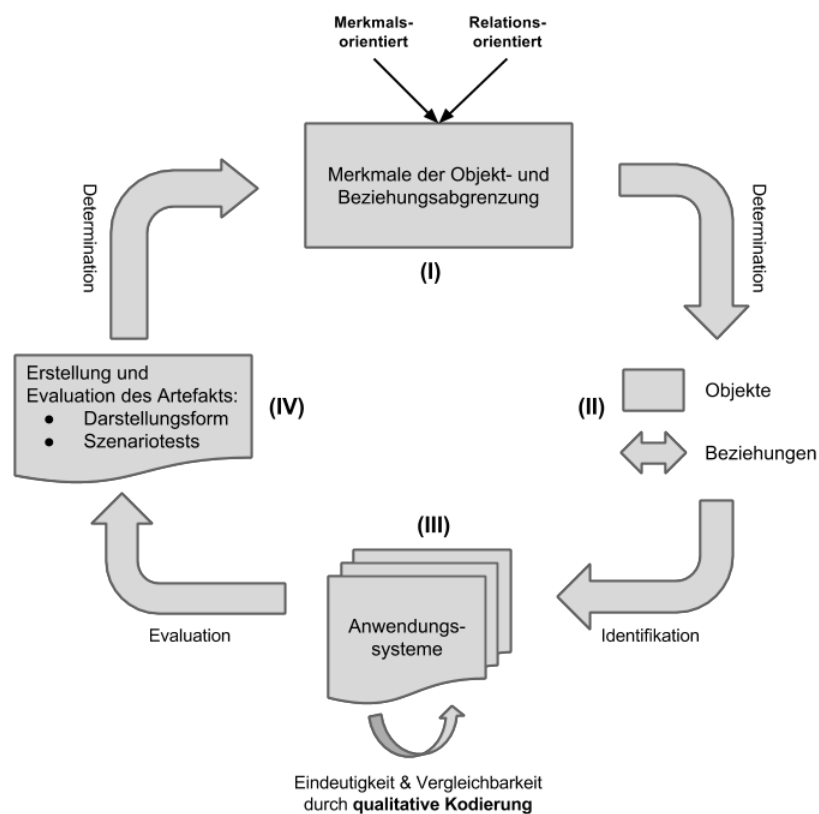 Merkmals-
orientiert
Relations-
orientiert
Merkmale der Objekt- und
Beziehungsabgrenzung
(I)
Determination
Determination
Erstellung und
Evaluation des Artefakts:
● Darstellungsform
● Szenariotests
(IV)
(II)
Objekte
Beziehungen
(III)
Anwendungs-
systeme
Evaluation
Identifikation
Eindeutigkeit & Vergleichbarkeit
durch qualitative Kodierung